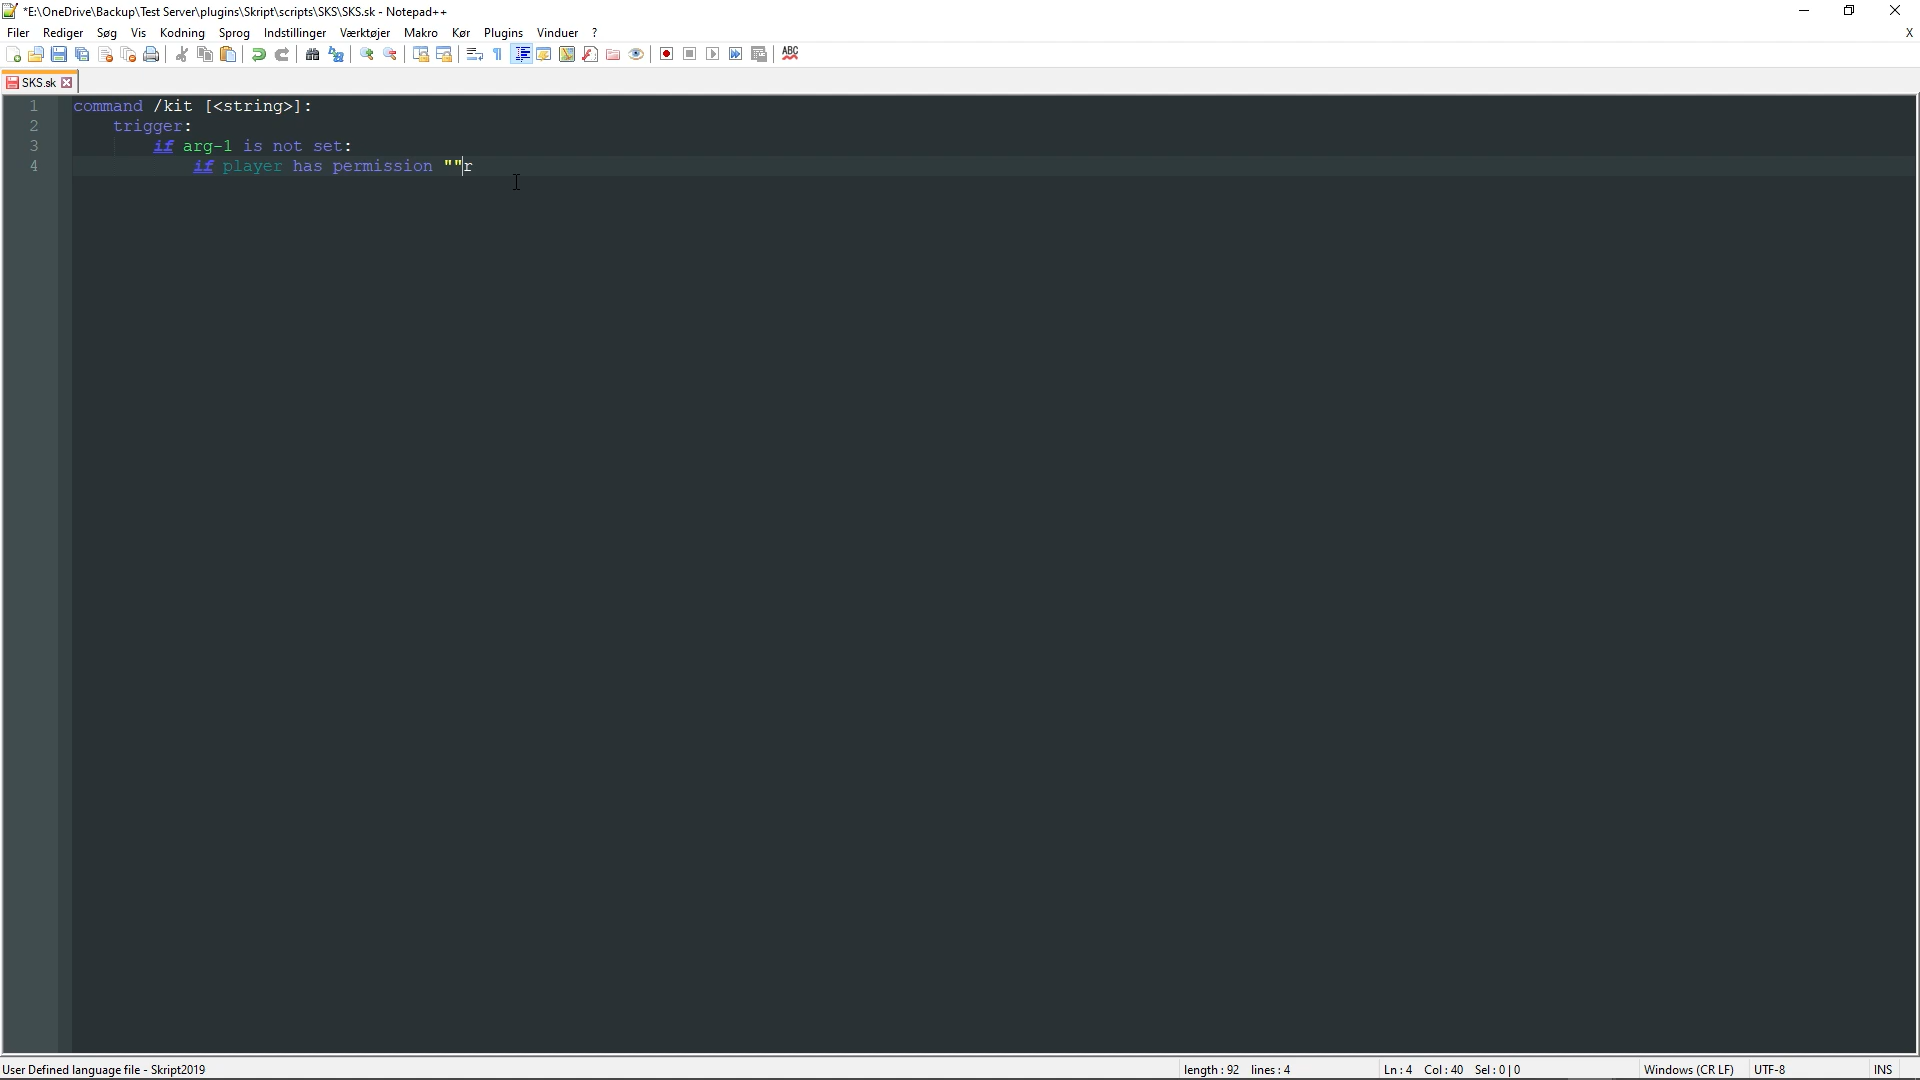 *E:\OneDrive\Backup\Test Server\plugins\Skript\scripts\SKS\SKS.sk - Notepad++
Filer Rediger Søg Vis Kodning Sprog Indstillinger Værktøjer Makro Kør Plugins Vinduer ? X
ABC
SKS.sk
1 command /kit [<string>]:
2 trigger:
3 if arg-1 is not set:
4 if player has permission ""r
User Defined language file - Skript2019 length : 92 lines : 4 Ln : 4 Col : 40 Sel : 0 | 0 Windows (CR LF) UTF-8 INS